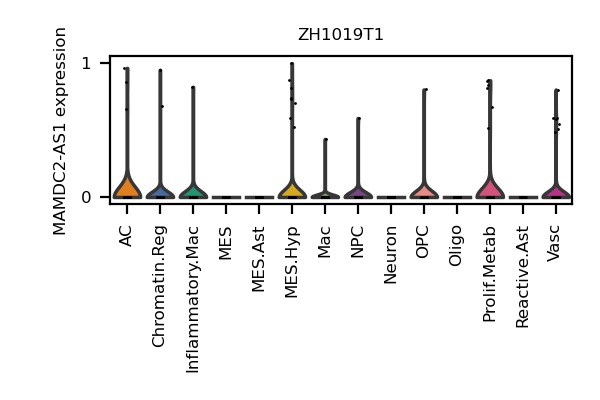 ZH1019T1
MAMDC2-AS1 expression
1
0
AC
Chromatin.Reg
Inflammatory.Mac
MES
MES.Ast
MES.Hyp
Mac
NPC
Neuron
OPC
Oligo
Prolif.Metab
Reactive.Ast
Vasc